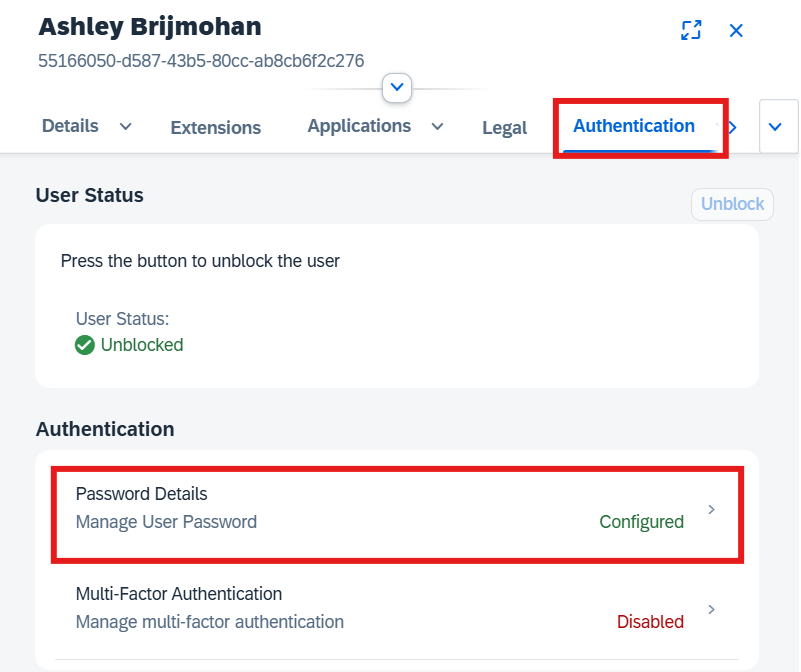 Ashley Brijmohan
55166050-d587-43b5-80cc-ab8cb6f2c276
Details Extensions Applications Legal Authentication
User Status
Unblock
Press the button to unblock the user
User Status:
Unblocked
Authentication
Password Details
Manage User Password Configured
Multi-Factor Authentication
Manage multi-factor authentication Disabled